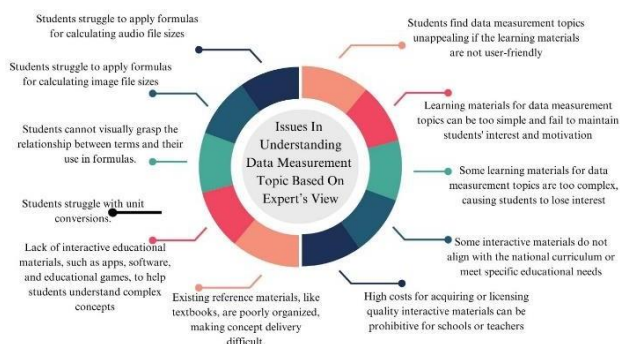 Students struggle to apply formulas
for calculating audio file sizes
Students struggle to apply formulas
for calculating image file sizes
Students cannot visually grasp the
relationship between terms and their
use in formulas.
Students struggle with unit
conversions.
Lack of interactive educational
materials, such as apps, software,
and educational games, to help
students understand complex
concepts
Existing reference materials, like
textbooks, are poorly organized,
making concept delivery
difficult.
Issues In
Understanding
Data Measurement
Topic Based On
Expert's View
Students find data measurement topics
unappealing if the learning materials
are not user-friendly
Learning materials for data measurement
topics can be too simple and fail to maintain
students' interest and motivation
Some learning materials for data
measurement topics are too complex,
causing students to lose interest
Some interactive materials do not
align with the national curriculum or
meet specific educational needs
High costs for acquiring or licensing
quality interactive materials can be
prohibitive for schools or teachers